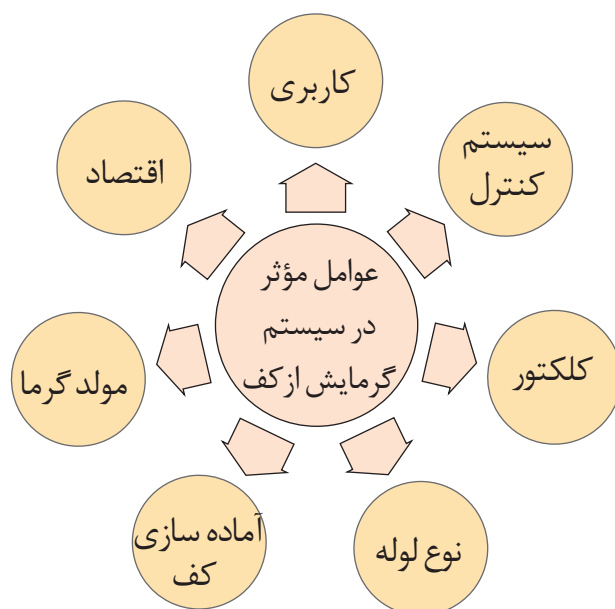 عوامل مؤثر
در سیستم
گرمایش از کف
کاربری
سیستم
کنترل
کلکتور
نوع لوله
آماده سازی
کف
مولد گرما
اقتصاد